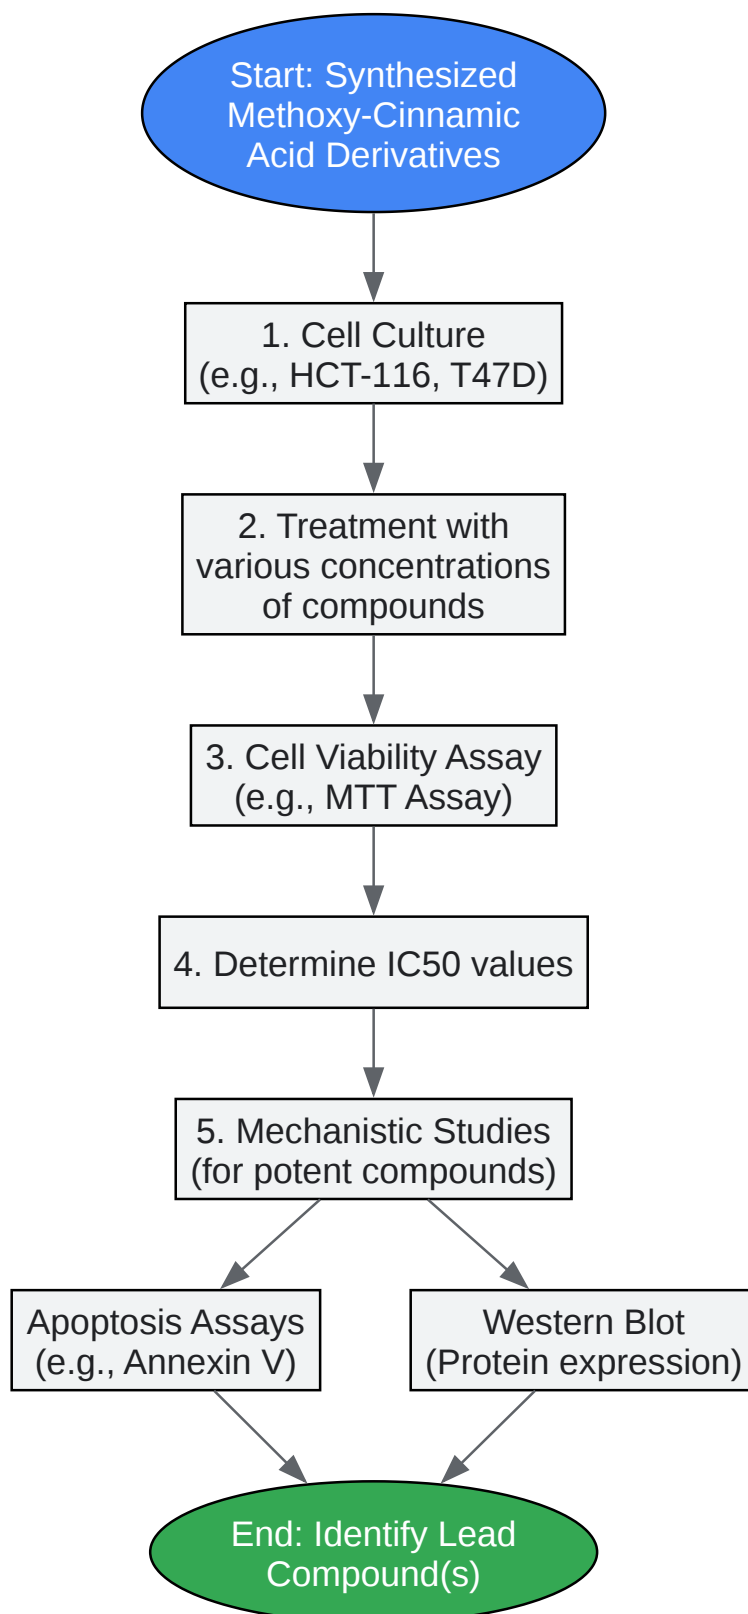 Start: Synthesized
Methoxy-Cinnamic
Acid Derivatives
1. Cell Culture
(e.g., HCT-116, T47D)
2. Treatment with
various concentrations
of compounds
3. Cell Viability Assay
(e.g., MTT Assay)
4. Determine IC50 values
5. Mechanistic Studies
(for potent compounds)
Apoptosis Assays
(e.g., Annexin V)
Western Blot
(Protein expression)
End: Identify Lead
Compound(s)